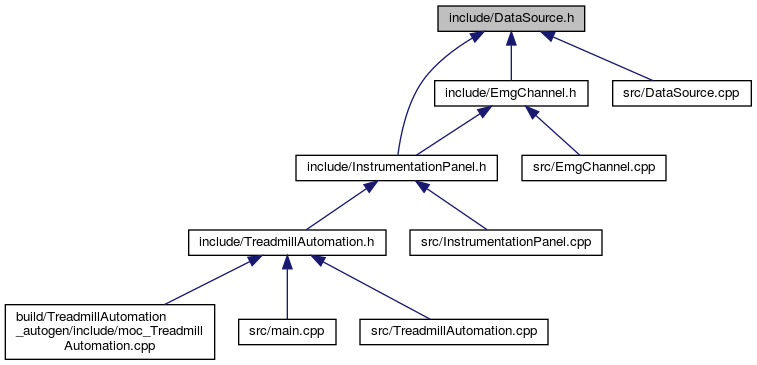 include/DataSource.h
include/EmgChannel.h
src/DataSource.cpp
include/InstrumentationPanel.h
src/EmgChannel.cpp
include/TreadmillAutomation.h
src/InstrumentationPanel.cpp
build/TreadmillAutomation
_autogen/include/moc_Treadmill
Automation.cpp
src/main.cpp
src/TreadmillAutomation.cpp